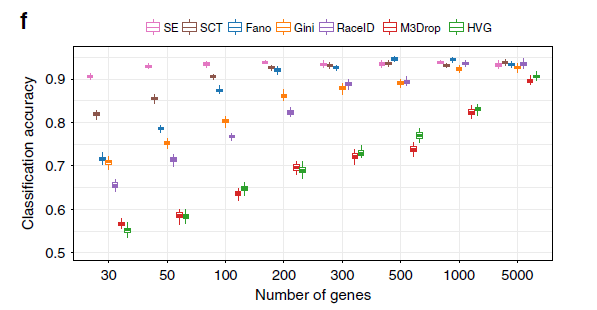 f
SE SCT Fano Gini RaceID M3Drop HVG
Classification accuracy
0.9
0.8
0.7
0.6
0.5
30 50 100 200 300 500 1000 5000
Number of genes